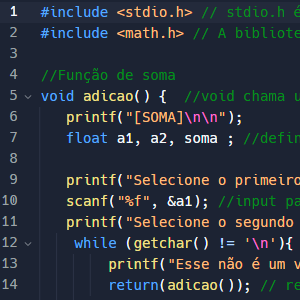 1 #include <stdio.h> // stdio.h é
2 #include <math.h> // A bibliote
3
4 //Função de soma
5 void adicao() { //void chama u
6 printf("[SOMA]\n\n");
7 float a1, a2, soma ; //defin
8
9 printf("Selecione o primeiro
10 scanf("%f", &a1); //input pa
11 printf("Selecione o segundo
12 while (getchar() != '\n'){
13 printf("Esse não é um v
14 return(adicao()); // re